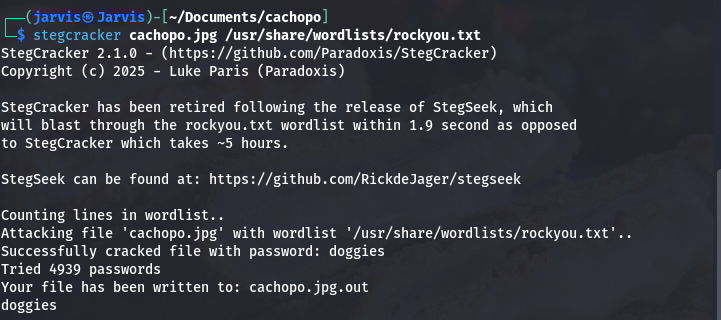 ┌──(jarvis㉿Jarvis)-[~/Documents/cachopo]
└─$ stegcracker cachopo.jpg /usr/share/wordlists/rockyou.txt
StegCracker 2.1.0 - (https://github.com/Paradoxis/StegCracker)
Copyright (c) 2025 - Luke Paris (Paradoxis)

StegCracker has been retired following the release of StegSeek, which
will blast through the rockyou.txt wordlist within 1.9 second as opposed
to StegCracker which takes ~5 hours.

StegSeek can be found at: https://github.com/RickdeJager/stegseek

Counting lines in wordlist..
Attacking file 'cachopo.jpg' with wordlist '/usr/share/wordlists/rockyou.txt'..
Successfully cracked file with password: doggies
Tried 4939 passwords
Your file has been written to: cachopo.jpg.out
doggies